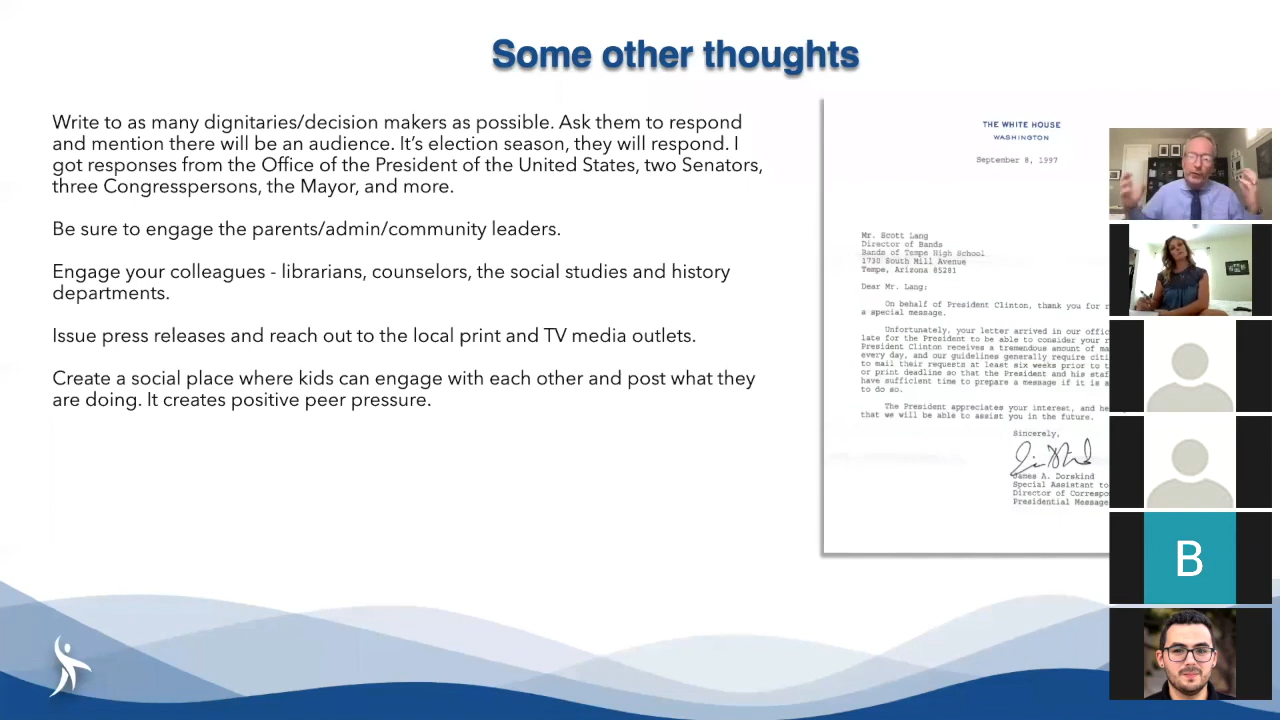 Some other thoughts
Write to as many dignitaries/decision makers as possible. Ask them to respond
and mention there will be an audience. It’s election season, they will respond. I
got responses from the Office of the President of the United States, two Senators,
three Congresspersons, the Mayor, and more.
Be sure to engage the parents/admin/community leaders.
Engage your colleagues - librarians, counselors, the social studies and history
departments.
Issue press releases and reach out to the local print and TV media outlets.
Create a social place where kids can engage with each other and post what they
are doing. It creates positive peer pressure.
THE WHITE HOUSE
WASHINGTON
September 8, 1997
Mr. Scott Lang
Director of Bands
Bands of Tempe High School
1730 South Mill Avenue
Tempe, Arizona 85281
Dear Mr. Lang:
On behalf of President Clinton, thank you for
a special message.
Unfortunately, your letter arrived in our
late for the President to be able to consider your
President Clinton receives a tremendous amount of
every day, and our guidelines generally require
to mail their requests at least six weeks prior to
or print deadline so that the President and his
have sufficient time to prepare a message if it is
to do so.
The President appreciates your interest, and
that we will be able to assist you in the future.
Sincerely,
James A. Dorskind
Special Assistant to
Director of
Presidential
B